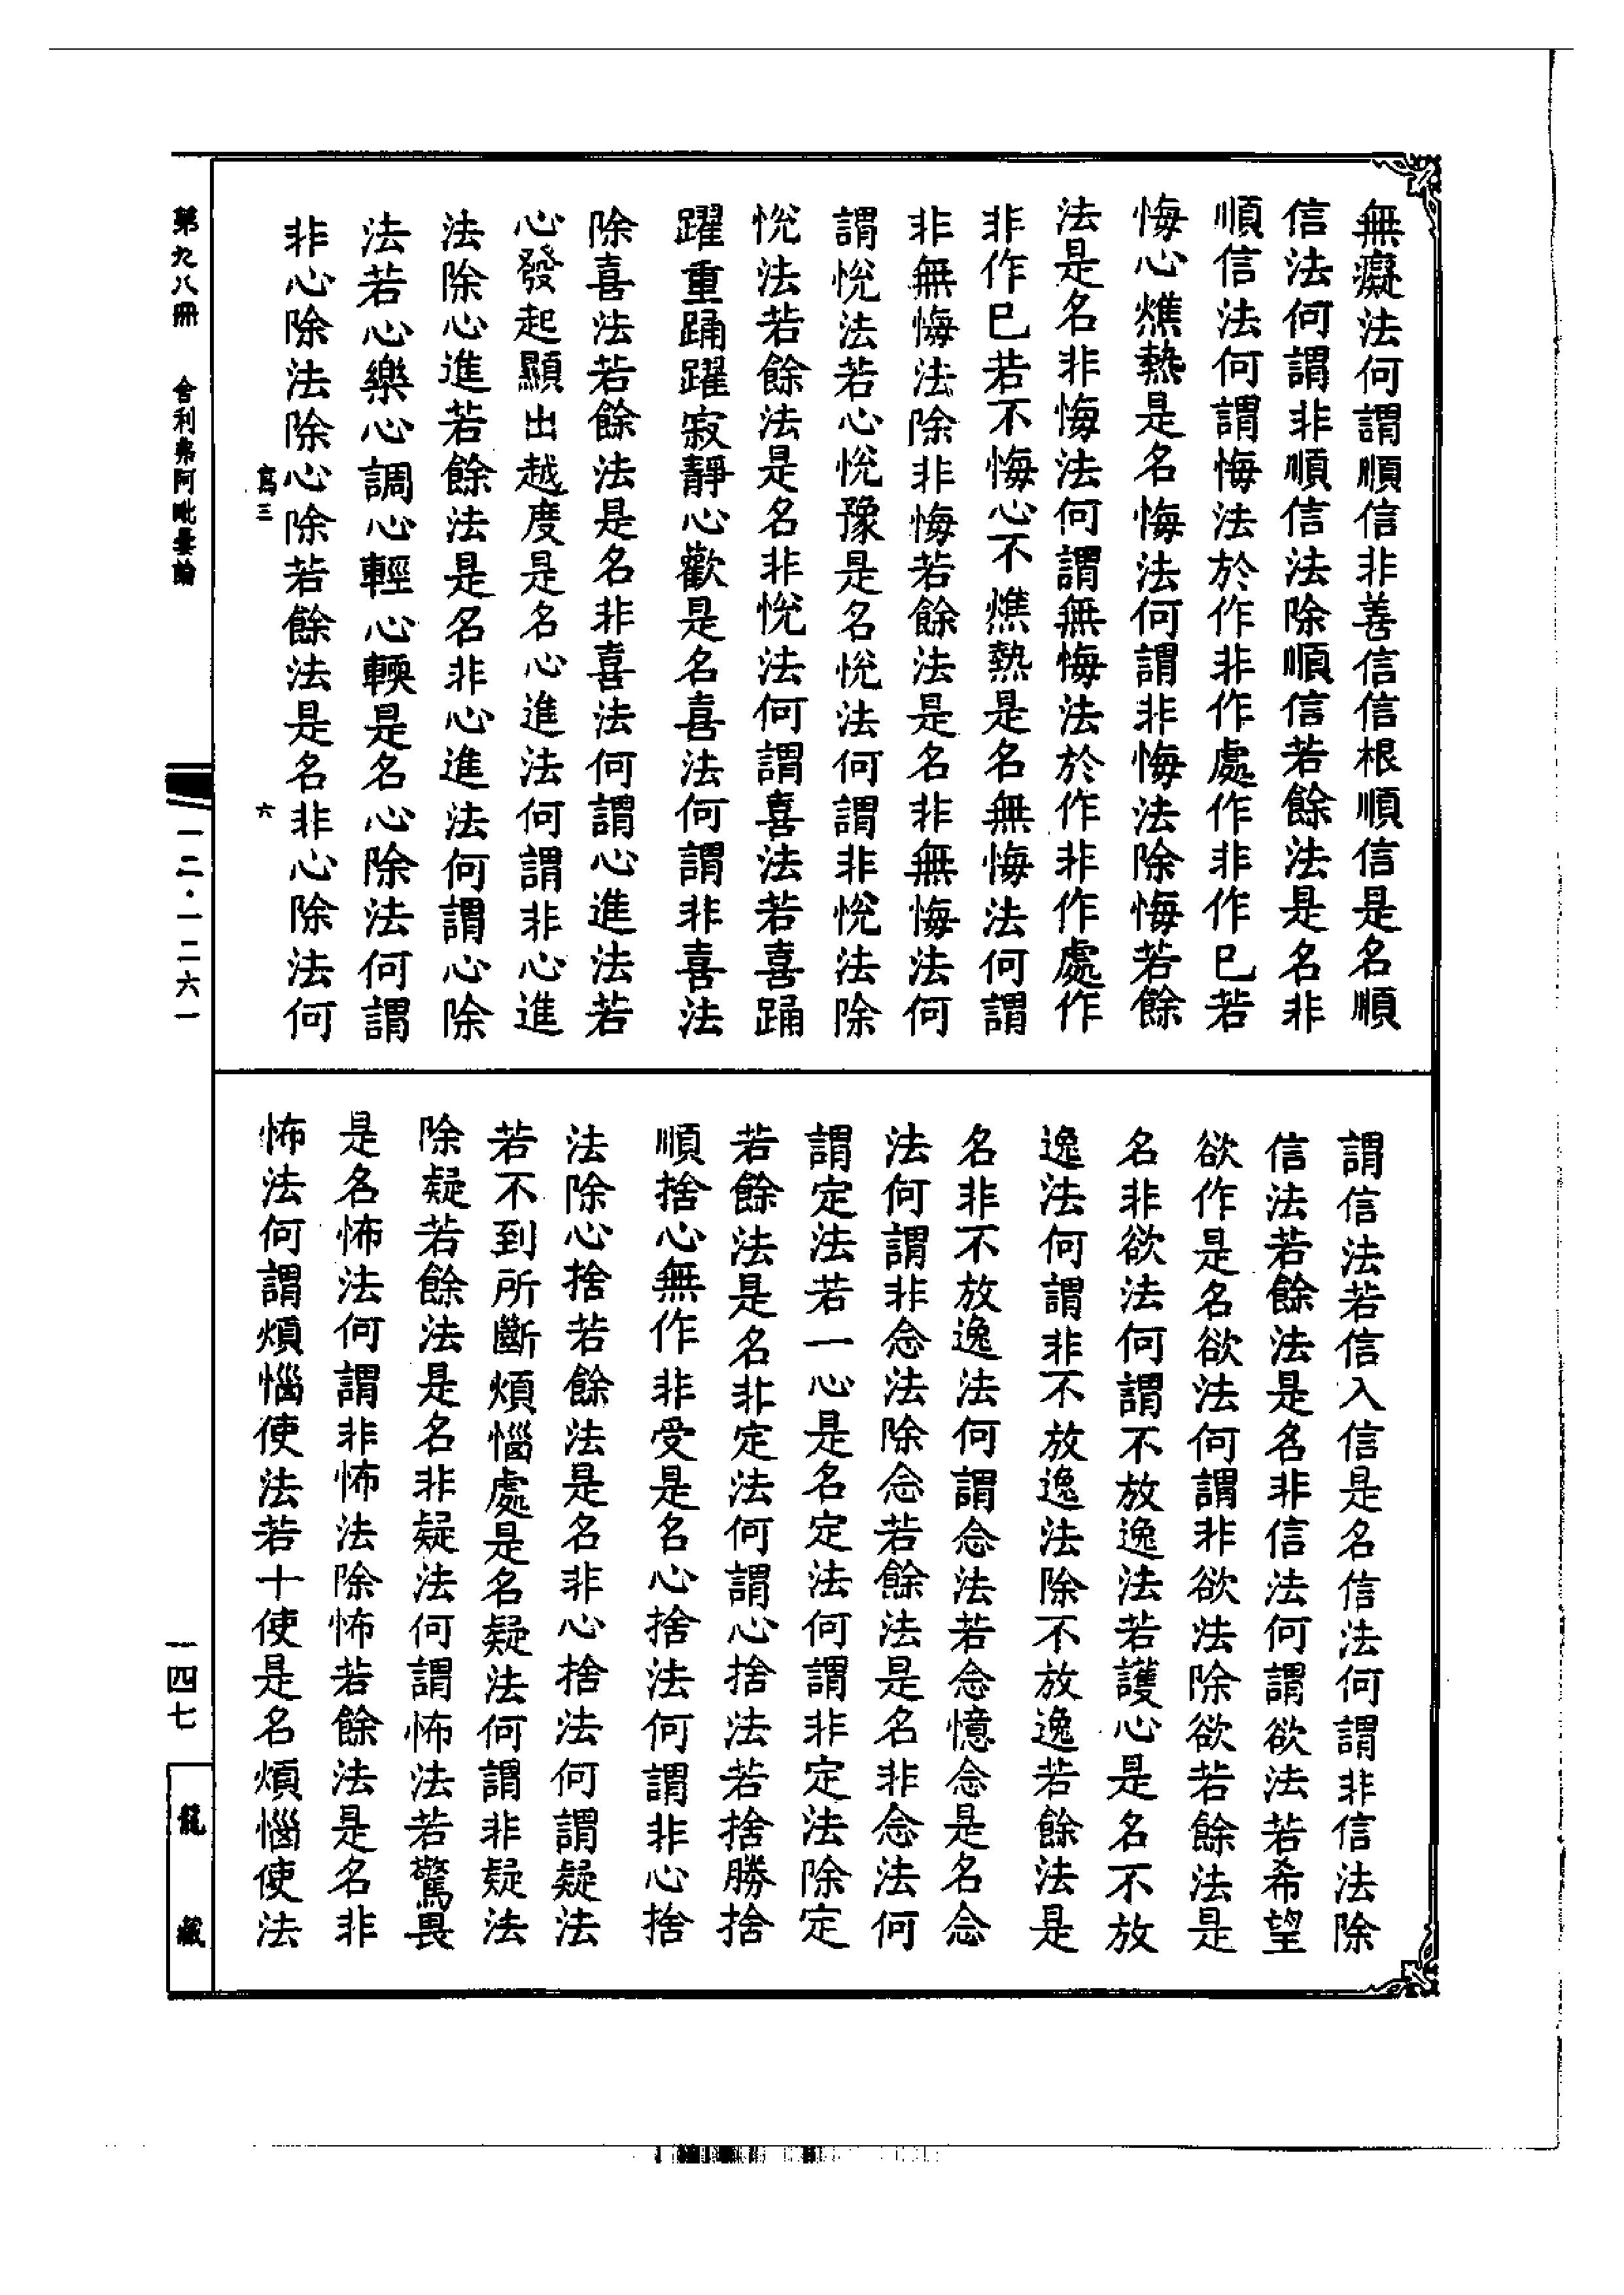 無癡法何謂順信非善信信根順信是名順
信法何謂非順信法除順信若餘法是名非
順信法何謂悔法於作非作處作非作已若
悔心燋熱是名悔法何謂非悔法除悔若餘
法是名非悔法何謂無悔法於作非作處作
非作已若不悔心不燋熱是名無悔法何謂
非無悔法除非悔若餘法是名非無悔法何
謂悅法若心悅豫是名悅法何謂非悅法除
悅法若餘法是名非悅法何謂喜法若喜踊
躍重踊躍寂靜心歡是名喜法何謂非喜法
除喜法若餘法是名非喜法何謂心進法若
心發起顯出越度是名心進法何謂非心進
法除心進若餘法是名非心進法何謂心除
法若心樂心調心輕心軟是名心除法何謂
非心除法除心除若餘法是名非心除法何
謂信法若信入信是名信法何謂非信法除
信法若餘法是名非信法何謂欲法若希望
欲作是名欲法何謂非欲法除欲若餘法是
名非欲法何謂不放逸法若護心是名不放
逸法何謂非不放逸法除不放逸若餘法是
名非不放逸法何謂念法若念憶念是名念
法何謂非念法除念若餘法是名非念法何
謂定法若一心是名定法何謂非定法除定
若餘法是名非定法何謂心捨法若捨勝捨
順捨心無作非受是名心捨法何謂非心捨
法除心捨若餘法是名非心捨法何謂疑法
若不到所斷煩惱處是名疑法何謂非疑法
除疑若餘法是名非疑法何謂怖法若驚畏
是名怖法何謂非怖法除怖若餘法是名非
怖法何謂煩惱使法若十使是名煩惱使法
第九八冊 舍利弗阿毗曇論
一二·一二六一
一四七
龍藏
三
六